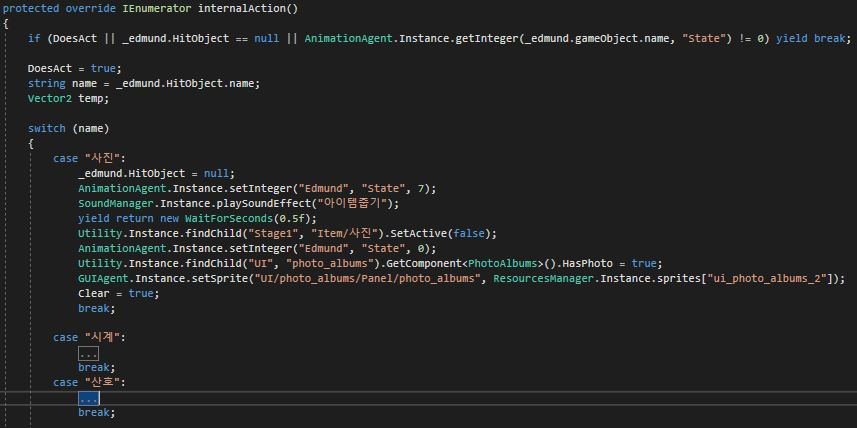 protected override IEnumerator internalAction()
{
if (DoesAct || _edmund.HitObject == null || AnimationAgent.Instance.getInteger(_edmund.gameObject.name, "State") != 0) yield break;
DoesAct = true;
string name = _edmund.HitObject.name;
Vector2 temp;
switch (name)
{
case "사진":
_edmund.HitObject = null;
AnimationAgent.Instance.setInteger("Edmund", "State", 7);
SoundManager.Instance.playSoundEffect("아이템줍기");
yield return new WaitForSeconds(0.5f);
Utility.Instance.findChild("Stage1", "Item/사진").SetActive(false);
AnimationAgent.Instance.setInteger("Edmund", "State", 0);
Utility.Instance.findChild("UI", "photo_albums").GetComponent<PhotoAlbums>().HasPhoto = true;
GUIAgent.Instance.setSprite("UI/photo_albums/Panel/photo_albums", ResourcesManager.Instance.sprites["ui_photo_albums_2"]);
Clear = true;
break;
case "시계":
...
break;
case "산호":
...
break;